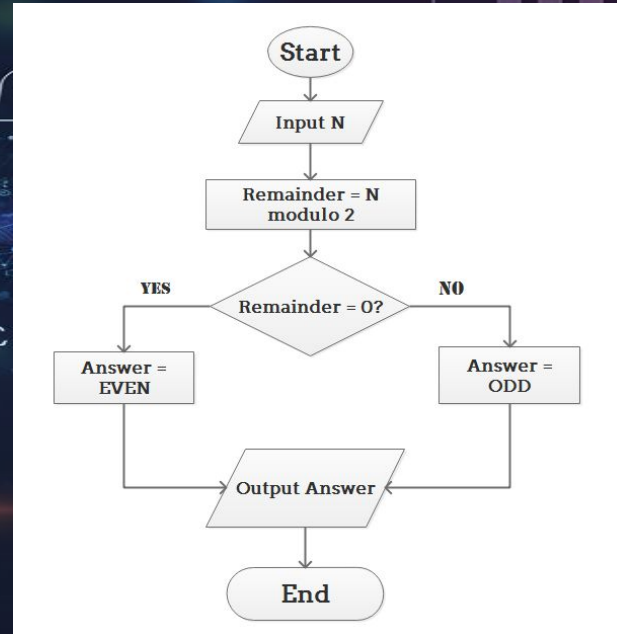 Start
Input N
Remainder = N
modulo 2
Remainder = 0?
YES
NO
Answer =
EVEN
Answer =
ODD
Output Answer
End